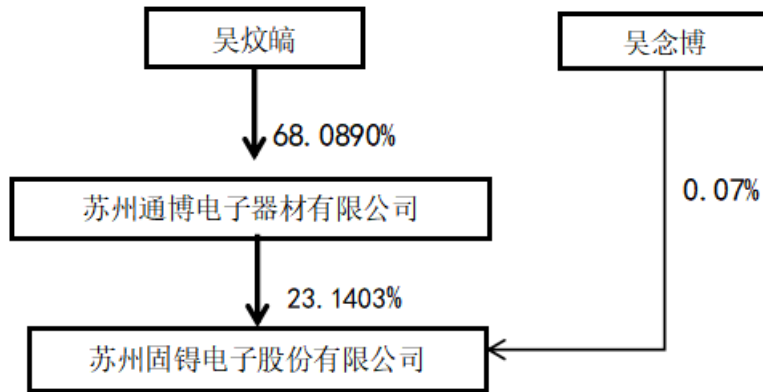 吴炆皜
吴念博
68.0890%
苏州通博电子器材有限公司
0.07%
23.1403%
苏州固锝电子股份有限公司